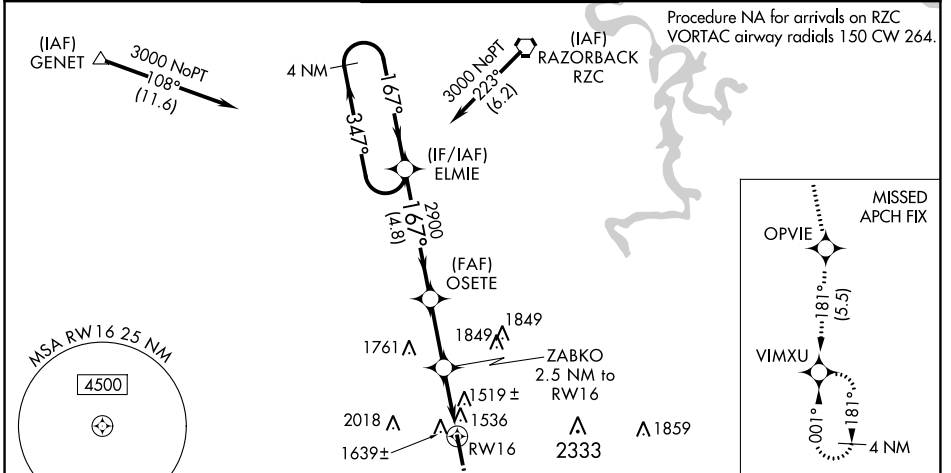 Procedure NA for arrivals on RZC
VORTAC airway radials 150 CW 264.
(IAF)
GENET
3000 NoPT
108°
(11.6)
4 NM
167°
347°
(IAF)
RAZORBACK
RZC
3000 NoPT
223°
(6.2)
(IF/IAF)
ELMIE
2900
167°
(4.8)
(FAF)
OSETE
1761
1849
1849
ZABKO
2.5 NM to
RW16
1519 ±
1536
2018
1639±
RW16
2333
1859
MSA RW16 25 NM
4500
MISSED
APCH FIX
OPVIE
181°
(5.5)
VIMXU
001°
181°
4 NM